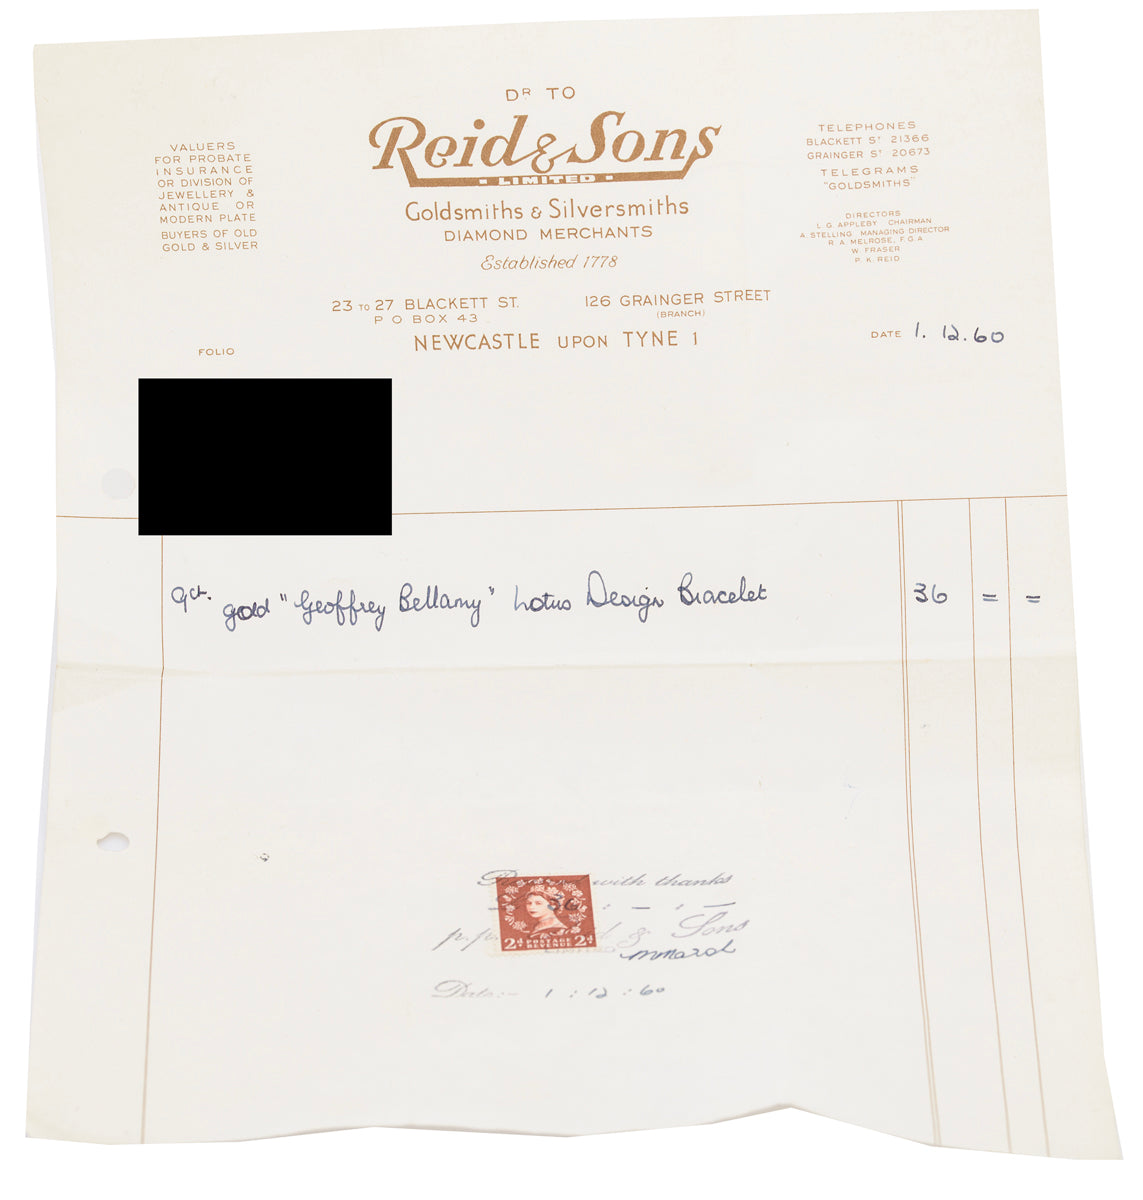 Dr TO
Reid & Sons
LIMITED
Goldsmiths & Silversmiths
DIAMOND MERCHANTS
Established 1778
VALUERS
FOR PROBATE
INSURANCE
OR DIVISION OF
JEWELLERY &
ANTIQUE OR
MODERN PLATE
BUYERS OF OLD
GOLD & SILVER
TELEPHONES
BLACKETT ST 21366
GRAINGER ST 20673
TELEGRAMS
"GOLDSMITHS"
DIRECTORS
L. G. APPLEBY CHAIRMAN
A. STELLING MANAGING DIRECTOR
R. A. MELROSE, F.G.A.
W. FRASER
P. K. REID
23 TO 27 BLACKETT ST.
P O BOX 43
126 GRAINGER STREET
(BRANCH)
NEWCASTLE UPON TYNE 1
FOLIO
DATE 1. 12. 60
9ct. gold "Geoffrey Bellamy" Lotus Design Bracelet 36 = =
with thanks
36 : — : —
p.p. & Sons
LIMITED
2d POSTAGE REVENUE 2d
Date:- 1 : 12 : 60